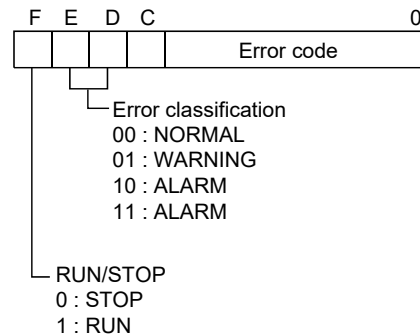 F E D C 0
Error code
Error classification
00 : NORMAL
01 : WARNING
10 : ALARM
11 : ALARM
RUN/STOP
0 : STOP
1 : RUN